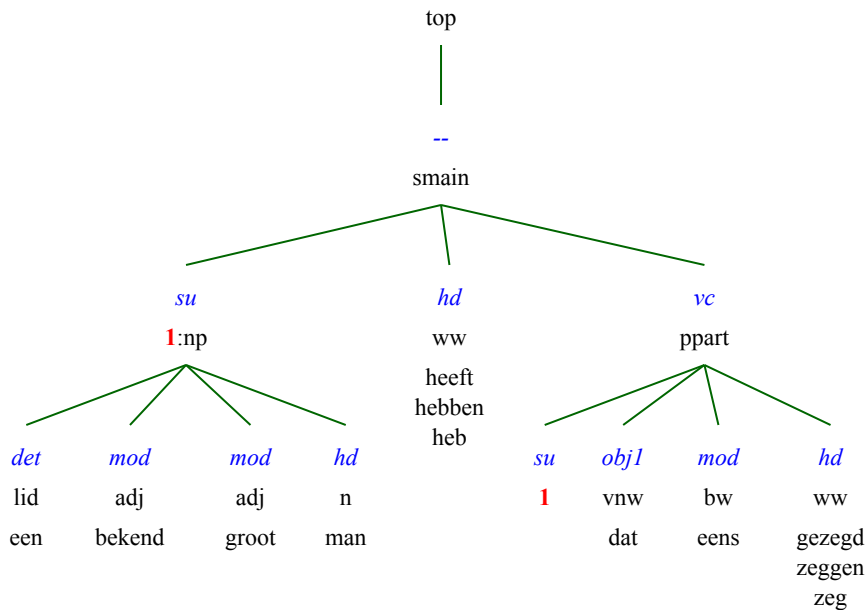 top
--
smain
su hd vc
1:np ww ppart
heeft
hebben
heb
det mod mod hd su obj1 mod hd
lid adj adj n 1 vnw bw ww
een bekend groot man dat eens gezegd
zeggen
zeg